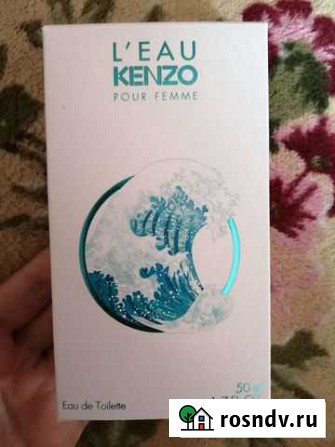 L'EAU
KENZO
POUR FEMME
50
Eau de Toilette
rosndv.ru